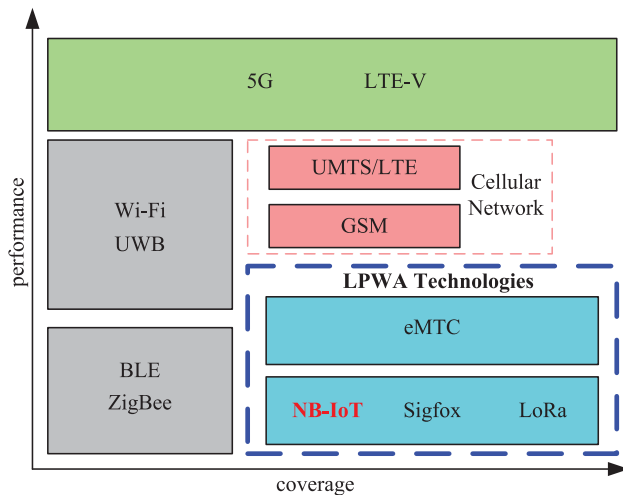 performance
5G LTE-V
Wi-Fi
UWB
BLE
ZigBee
UMTS/LTE
GSM
Cellular
Network
LPWA Technologies
eMTC
NB-IoT Sigfox LoRa
coverage